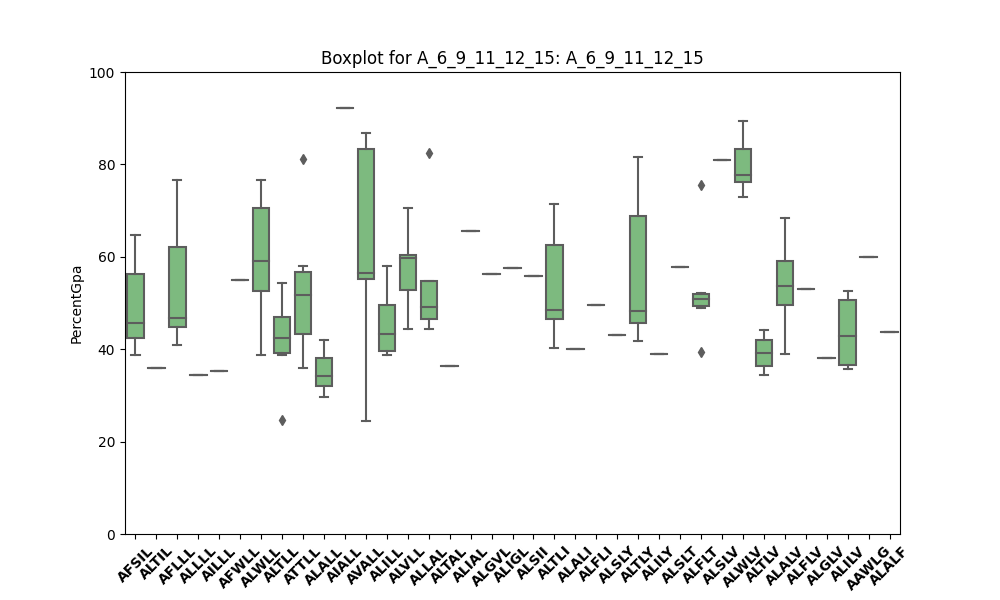 Boxplot for A_6_9_11_12_15: A_6_9_11_12_15
PercentGpa
100
80
60
40
20
0
AFSIL
ALTIL
AFLLL
ALLLL
AILLL
AFWLL
ALWLL
ALTLL
ATTLL
ALALL
AIALL
AVALL
ALILL
ALVLL
ALLAL
ALTAL
ALIAL
ALGVL
ALIGL
ALSII
ALTLI
ALALI
ALFLI
ALSLY
ALTLY
ALILY
ALSLT
ALFLT
ALSLV
ALWLV
ALTLV
ALALV
ALFLV
ALGLV
ALILV
AAWLG
ALALF